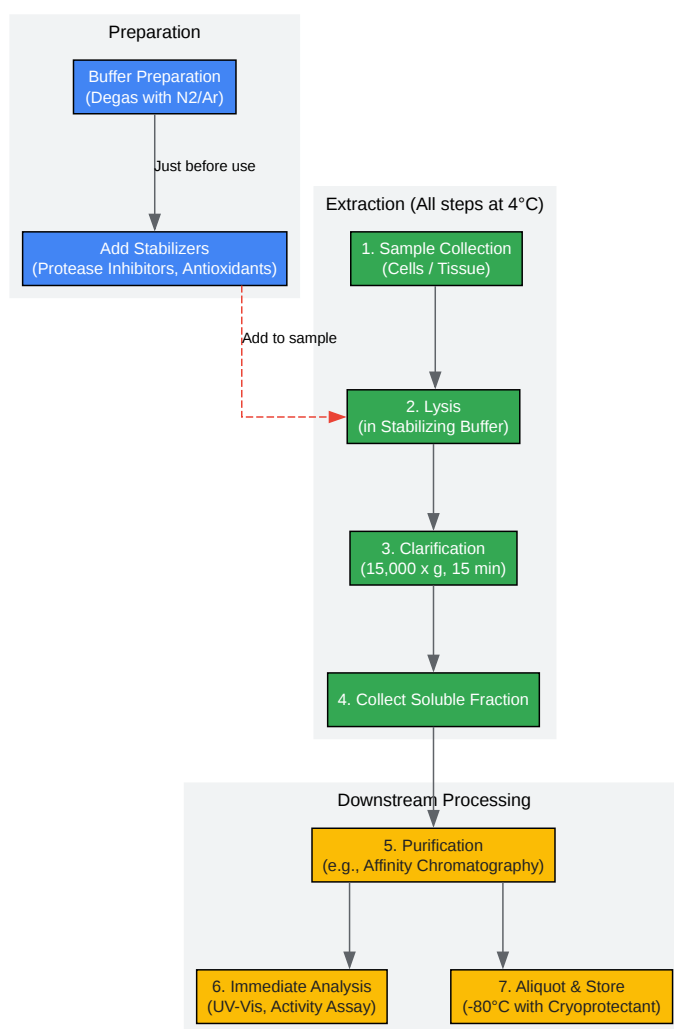 Preparation
Buffer Preparation
(Degas with N2/Ar)
Just before use
Add Stabilizers
(Protease Inhibitors, Antioxidants)
Add to sample
Extraction (All steps at 4°C)
1. Sample Collection
(Cells / Tissue)
2. Lysis
(in Stabilizing Buffer)
3. Clarification
(15,000 x g, 15 min)
4. Collect Soluble Fraction
Downstream Processing
5. Purification
(e.g., Affinity Chromatography)
6. Immediate Analysis
(UV-Vis, Activity Assay)
7. Aliquot & Store
(-80°C with Cryoprotectant)